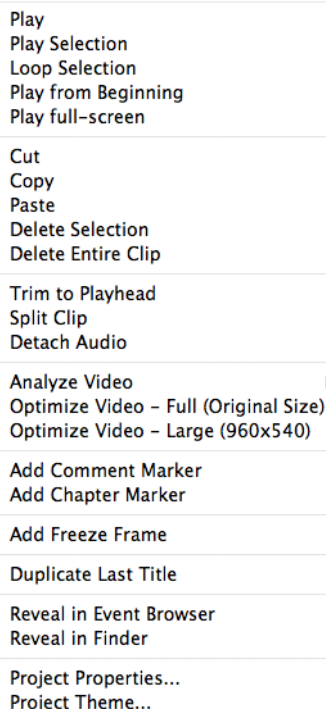 Play
Play Selection
Loop Selection
Play from Beginning
Play full-screen
Cut
Copy
Paste
Delete Selection
Delete Entire Clip
Trim to Playhead
Split Clip
Detach Audio
Analyze Video
Optimize Video – Full (Original Size)
Optimize Video – Large (960x540)
Add Comment Marker
Add Chapter Marker
Add Freeze Frame
Duplicate Last Title
Reveal in Event Browser
Reveal in Finder
Project Properties...
Project Theme...